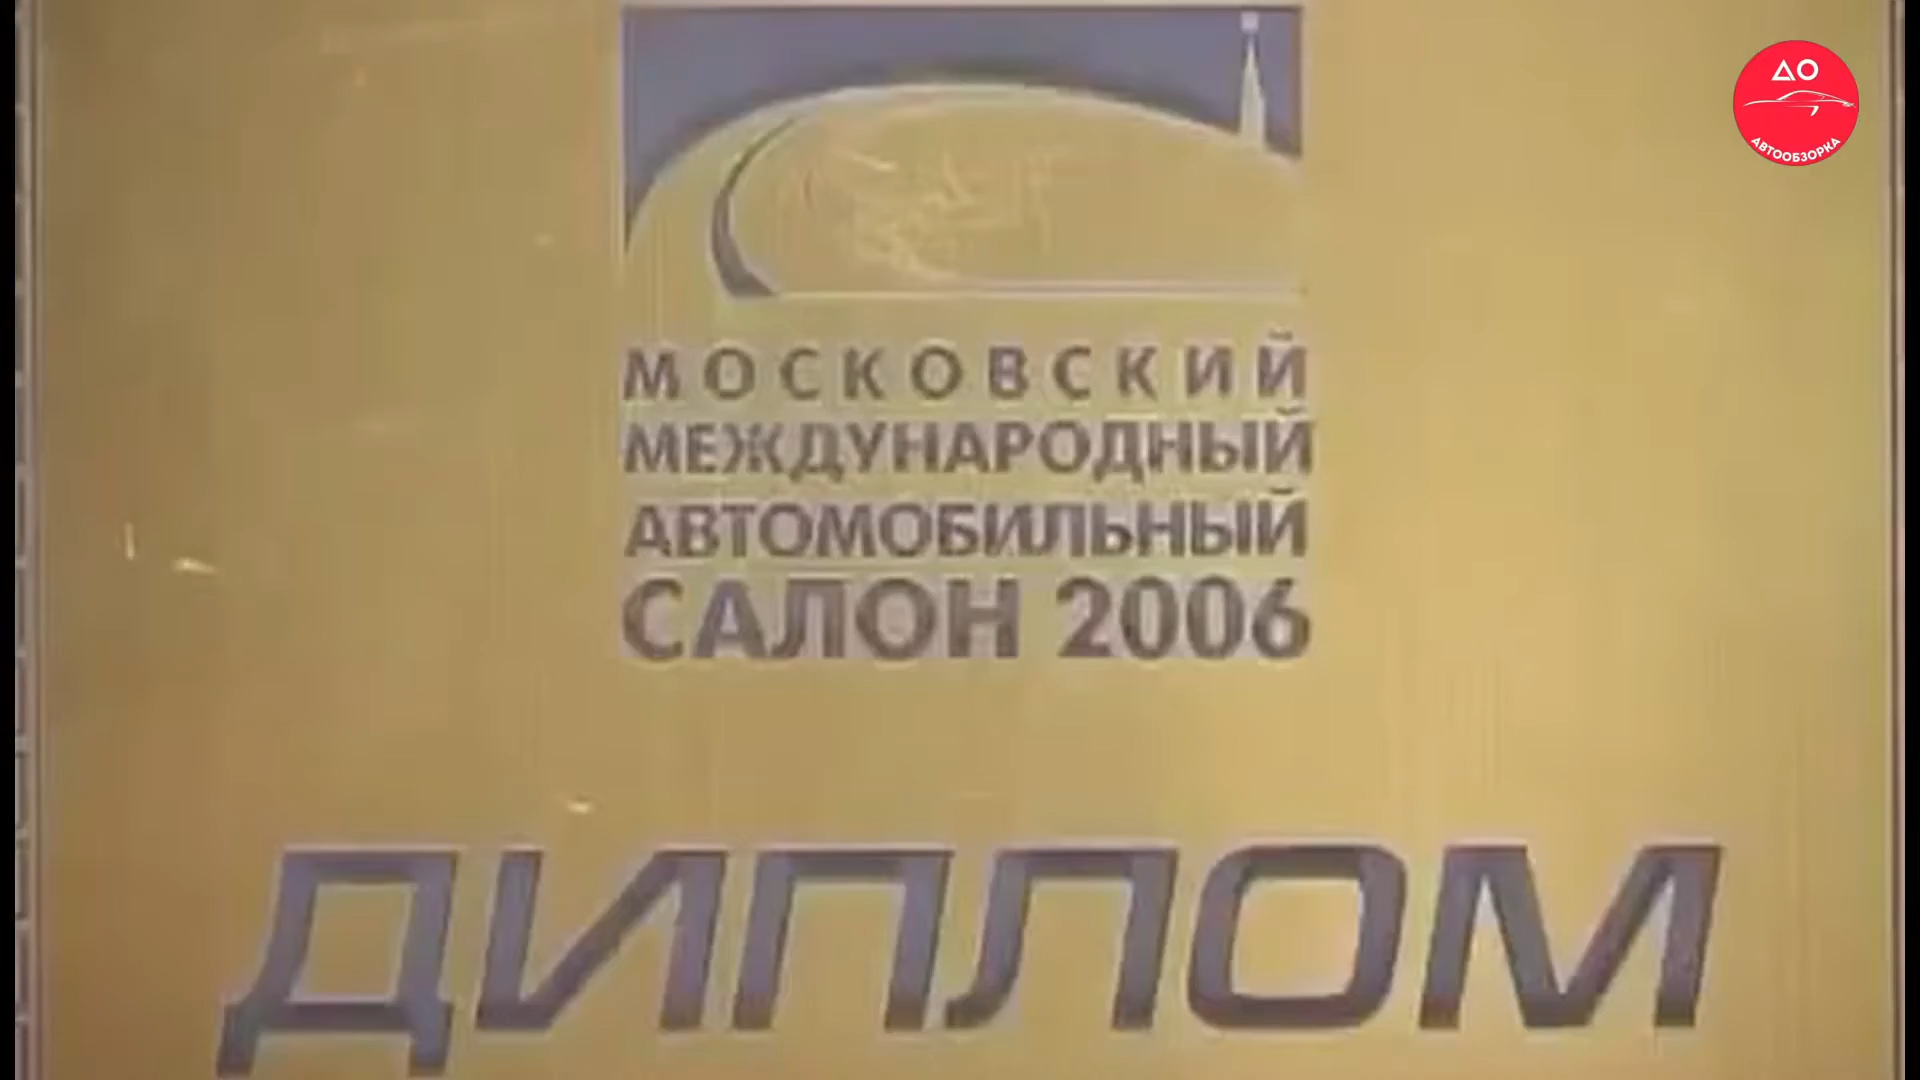 ДО
АВТООБЗОРКА
МОСКОВСКИЙ
МЕЖДУНАРОДНЫЙ
АВТОМОБИЛЬНЫЙ
САЛОН 2006
ДИПЛОМ